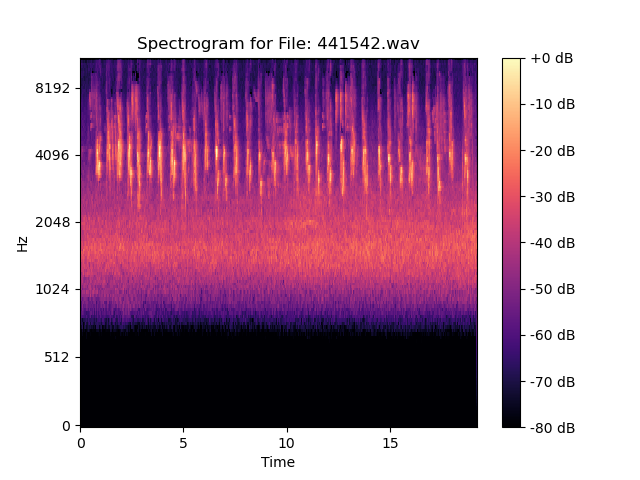 Spectrogram for File: 441542.wav
8192
4096
2048
1024
512
0
Hz
0
5
10
15
Time
+0 dB
-10 dB
-20 dB
-30 dB
-40 dB
-50 dB
-60 dB
-70 dB
-80 dB